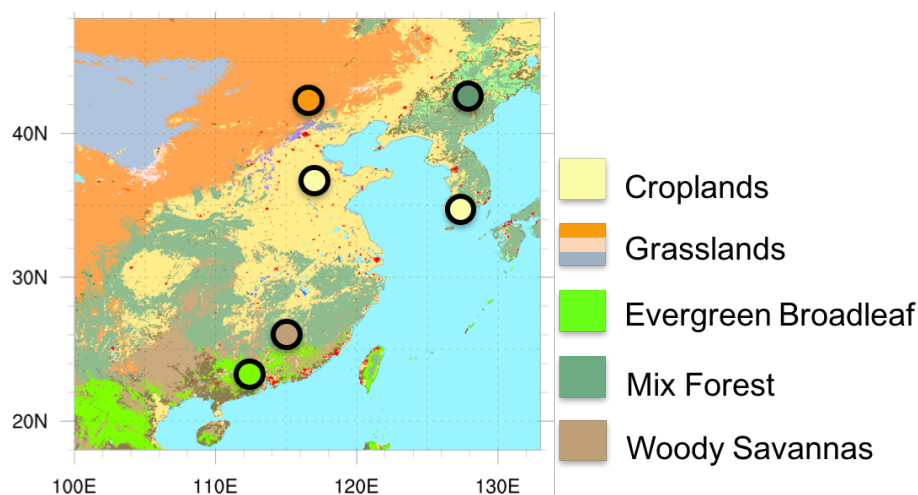 40N
30N
20N
100E
110E
120E
130E
Croplands
Grasslands
Evergreen Broadleaf
Mix Forest
Woody Savannas